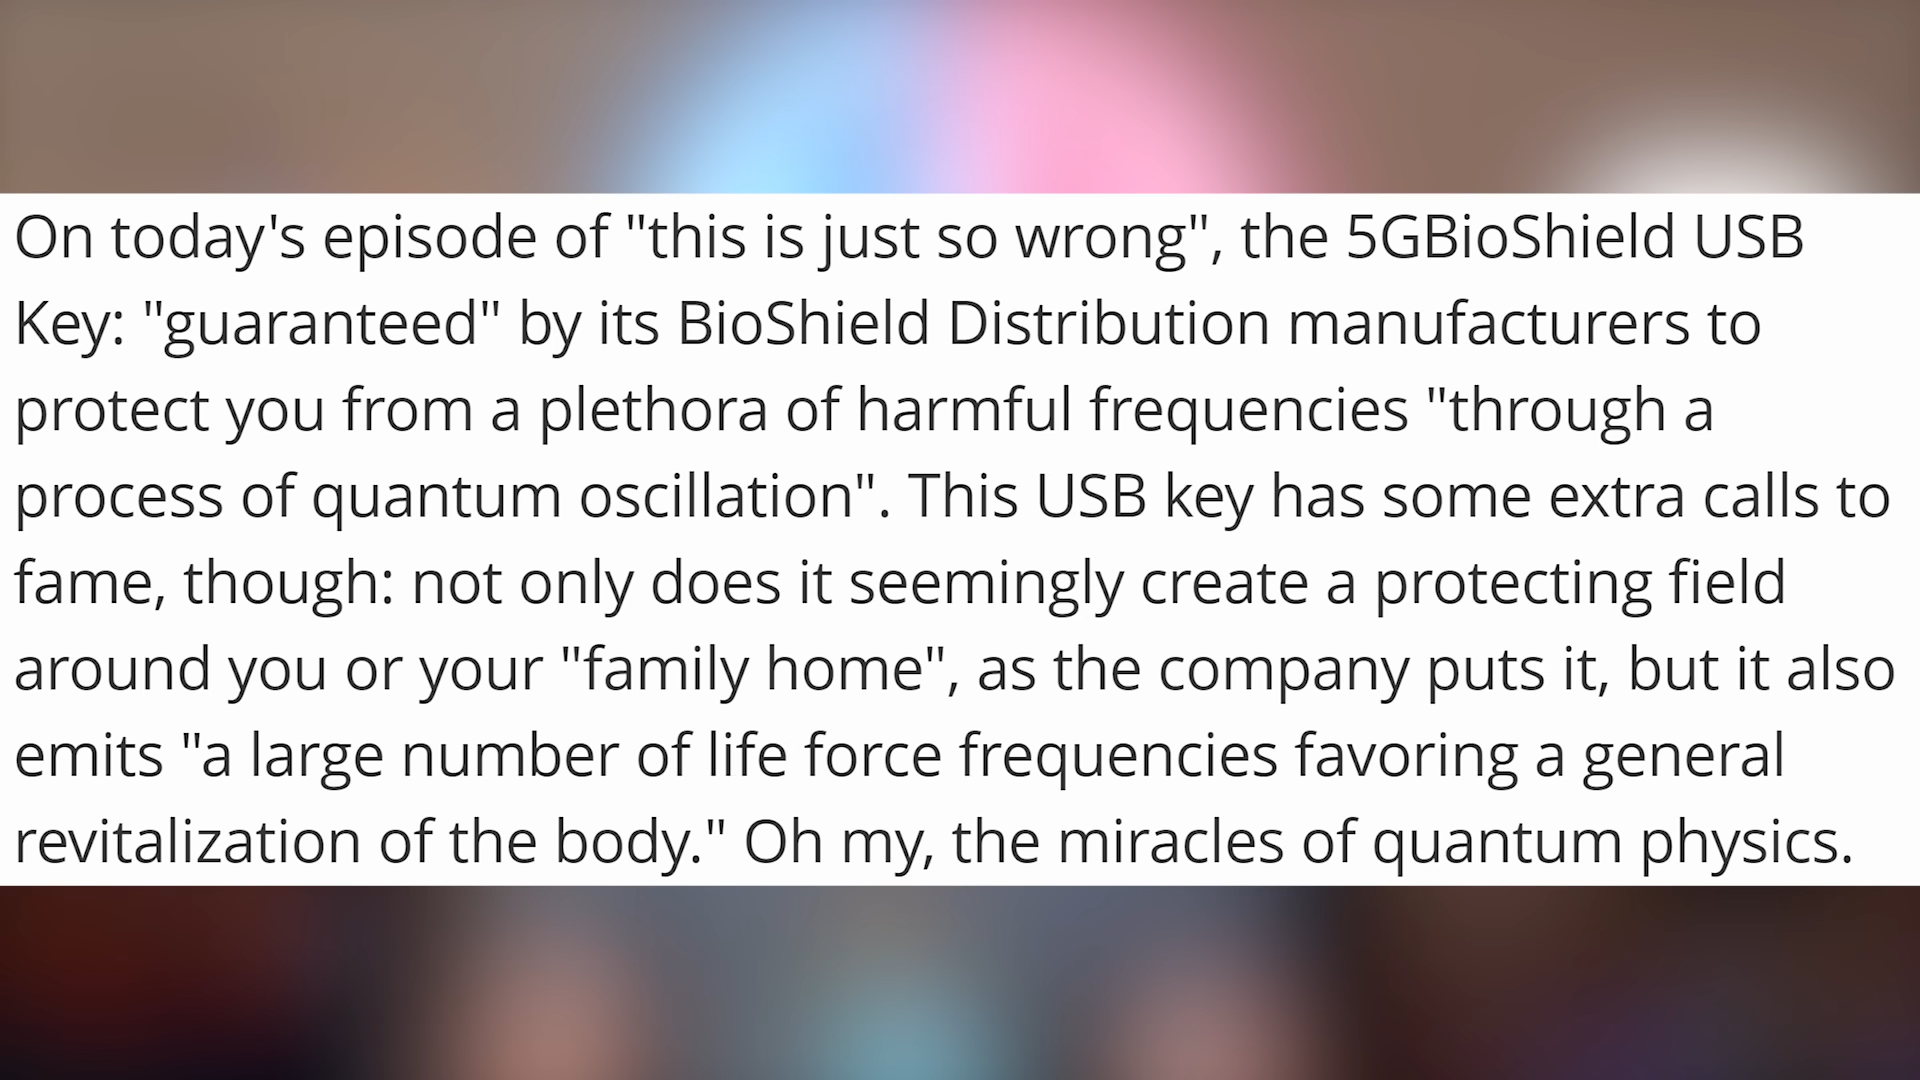 On today's episode of "this is just so wrong", the 5GBioShield USB
Key: "guaranteed" by its BioShield Distribution manufacturers to
protect you from a plethora of harmful frequencies "through a
process of quantum oscillation". This USB key has some extra calls to
fame, though: not only does it seemingly create a protecting field
around you or your "family home", as the company puts it, but it also
emits "a large number of life force frequencies favoring a general
revitalization of the body." Oh my, the miracles of quantum physics.